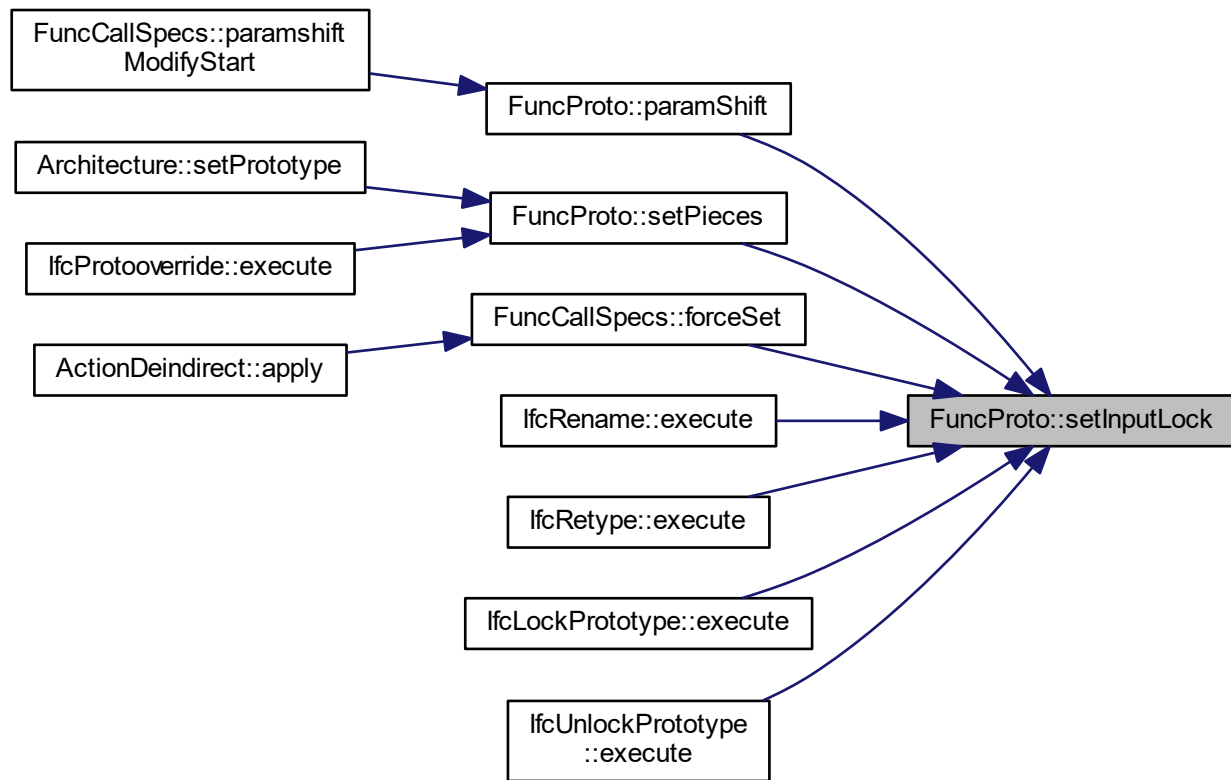 FuncCallSpecs::paramshift
ModifyStart
FuncProto::paramShift
Architecture::setPrototype
FuncProto::setPieces
IfcProtooverride::execute
FuncCallSpecs::forceSet
ActionDeindirect::apply
IfcRename::execute
FuncProto::setInputLock
IfcRetype::execute
IfcLockPrototype::execute
IfcUnlockPrototype
::execute